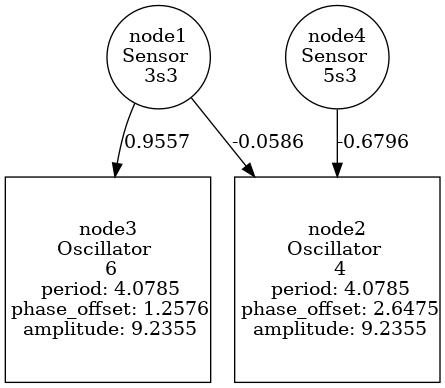 node1
Sensor
3s3
node4
Sensor
5s3
0.9557
-0.0586
-0.6796
node3
Oscillator
6
period: 4.0785
phase_offset: 1.2576
amplitude: 9.2355
node2
Oscillator
4
period: 4.0785
phase_offset: 2.6475
amplitude: 9.2355